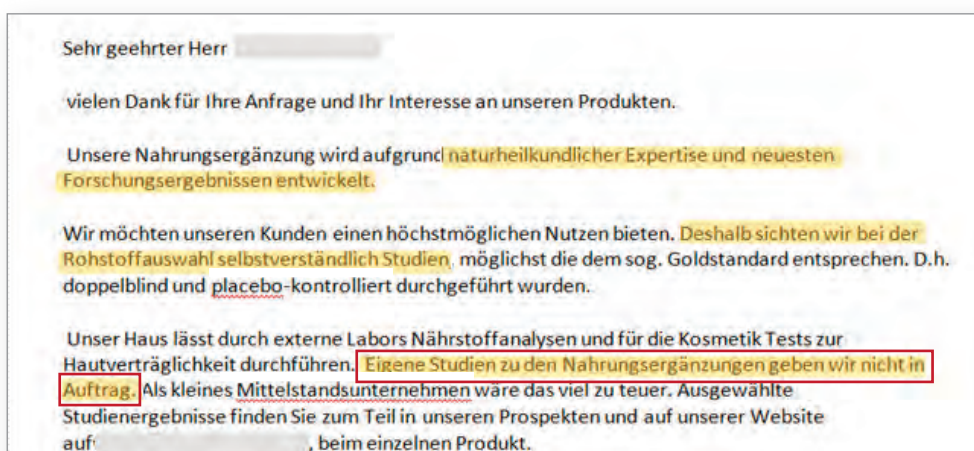 Sehr geehrter Herr
vielen Dank für Ihre Anfrage und Ihr Interesse an unseren Produkten.
Unsere Nahrungsergänzung wird aufgrund naturheilkundlicher Expertise und neuesten
Forschungsergebnissen entwickelt.
Wir möchten unseren Kunden einen höchstmöglichen Nutzen bieten. Deshalb sichten wir bei der
Rohstoffauswahl selbstverständlich Studien, möglichst die dem sog. Goldstandard entsprechen. D.h.
doppelblind und placebo-kontrolliert durchgeführt wurden.
Unser Haus lässt durch externe Labors Nährstoffanalysen und für die Kosmetik Tests zur
Hautverträglichkeit durchführen. Eigene Studien zu den Nahrungsergänzungen geben wir nicht in
Auftrag. Als kleines Mittelstandsunternehmen wäre das viel zu teuer. Ausgewählte
Studienergebnisse finden Sie zum Teil in unseren Prospekten und auf unserer Website
auf , beim einzelnen Produkt.